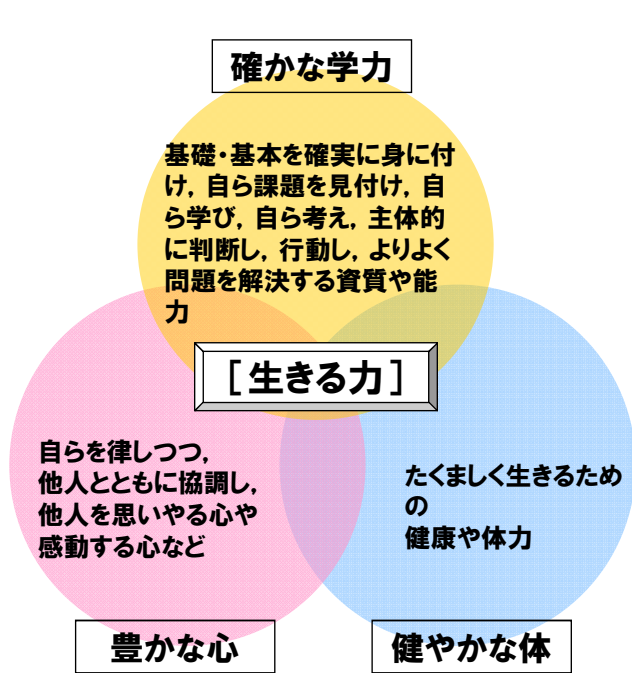 確かな学力
基礎・基本を確実に身に付
け，自ら課題を見付け，自
ら学び，自ら考え，主体的
に判断し，行動し，よりよく
問題を解決する資質や能
力
［生きる力］
自らを律しつつ，
他人とともに協調し，
他人を思いやる心や
感動する心など
たくましく生きるため
の
健康や体力
豊かな心
健やかな体